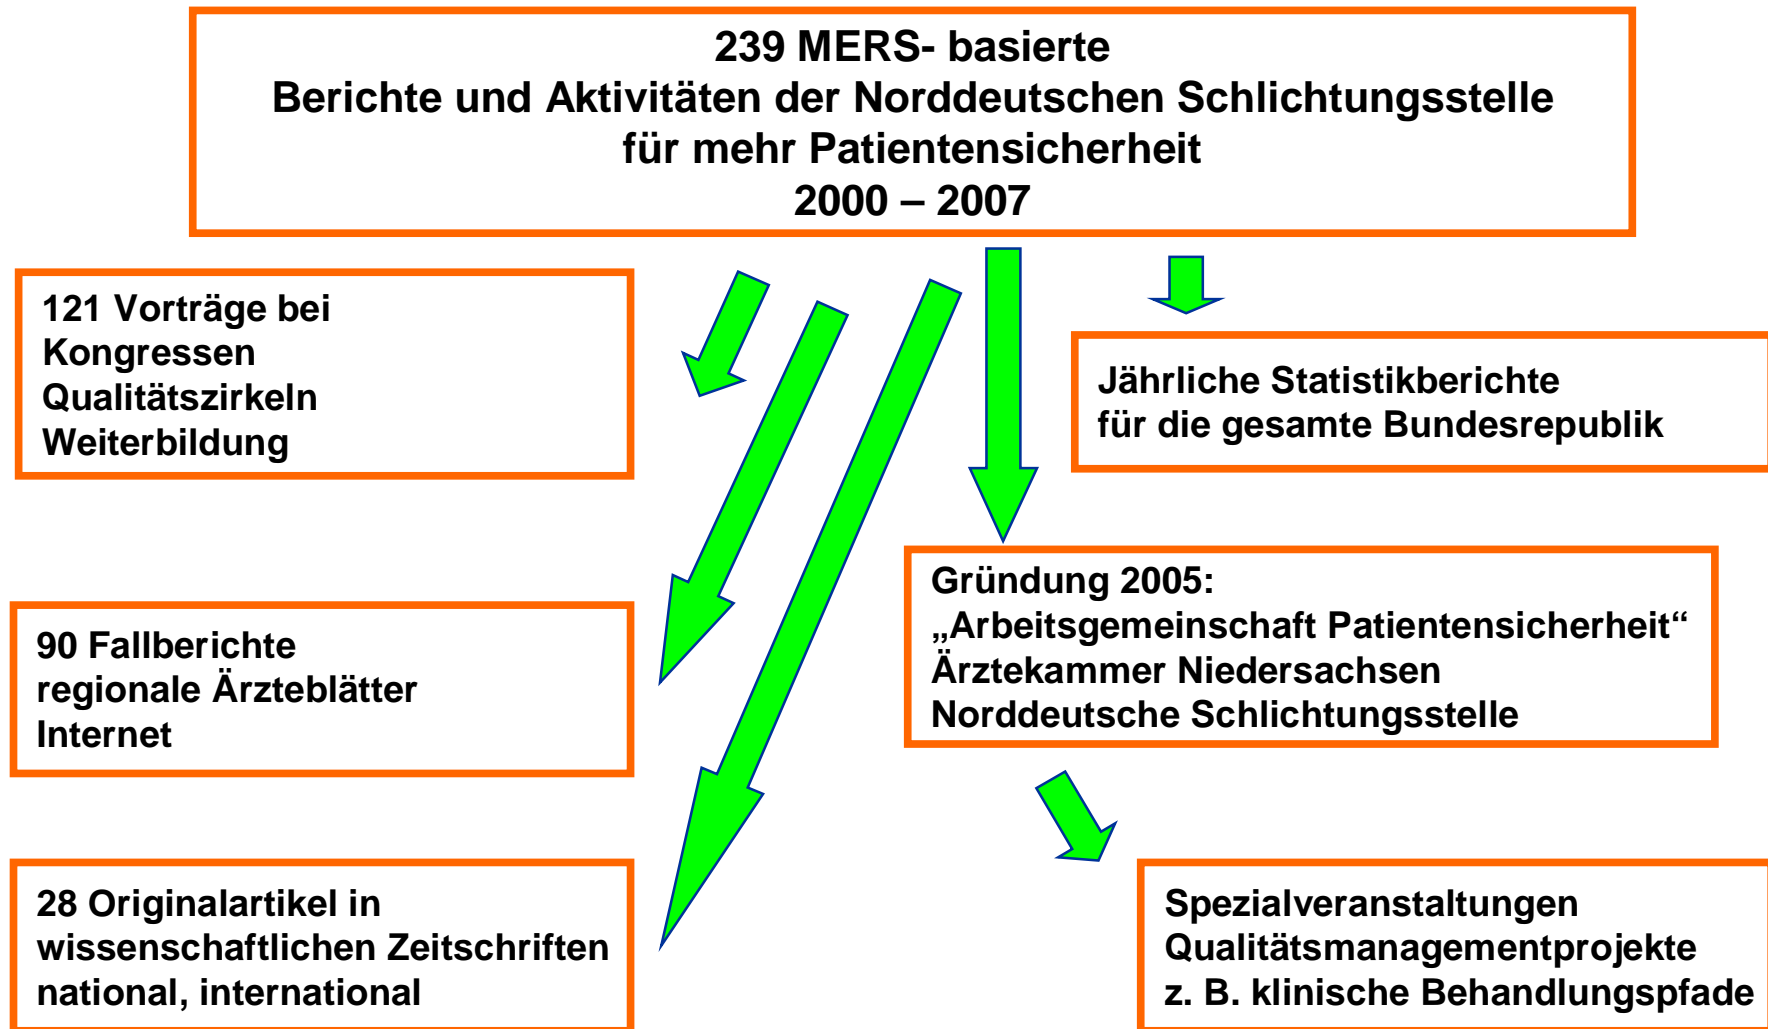 239 MERS- basierte
Berichte und Aktivitäten der Norddeutschen Schlichtungsstelle
für mehr Patientensicherheit
2000 – 2007
121 Vorträge bei
Kongressen
Qualitätszirkeln
Weiterbildung
Jährliche Statistikberichte
für die gesamte Bundesrepublik
90 Fallberichte
regionale Ärzteblätter
Internet
Gründung 2005:
„Arbeitsgemeinschaft Patientensicherheit“
Ärztekammer Niedersachsen
Norddeutsche Schlichtungsstelle
28 Originalartikel in
wissenschaftlichen Zeitschriften
national, international
Spezialveranstaltungen
Qualitätsmanagementprojekte
z. B. klinische Behandlungspfade